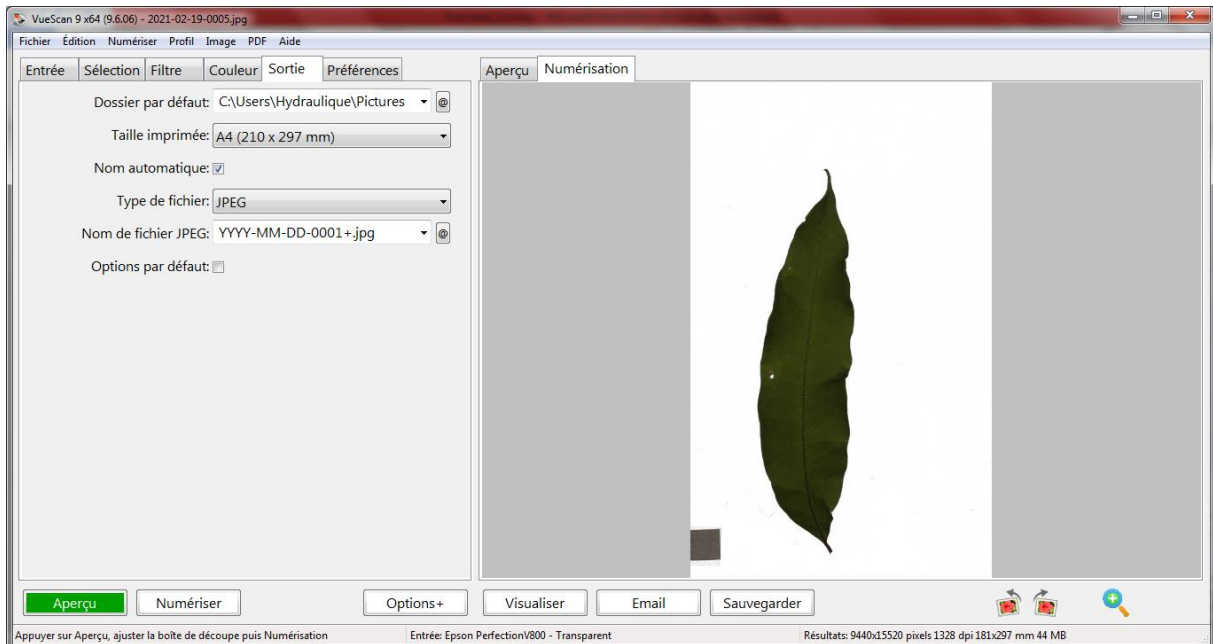 VueScan 9 x64 (9.6.06) - 2021-02-19-0005.jpg
Fichier Édition Numériser Profil Image PDF Aide
Entrée Sélection Filtre Couleur Sortie Préférences
Aperçu Numérisation
Dossier par défaut: C:\Users\Hydraulique\Pictures @
Taille imprimée: A4 (210 x 297 mm)
Nom automatique:
Type de fichier: JPEG
Nom de fichier JPEG: YYYY-MM-DD-0001+.jpg @
Options par défaut:
Aperçu Numériser Options+ Visualiser Email Sauvegarder
Appuyer sur Aperçu, ajuster la boîte de découpe puis Numérisation Entrée: Epson PerfectionV800 - Transparent Résultats: 9440x15520 pixels 1328 dpi 181x297 mm 44 MB